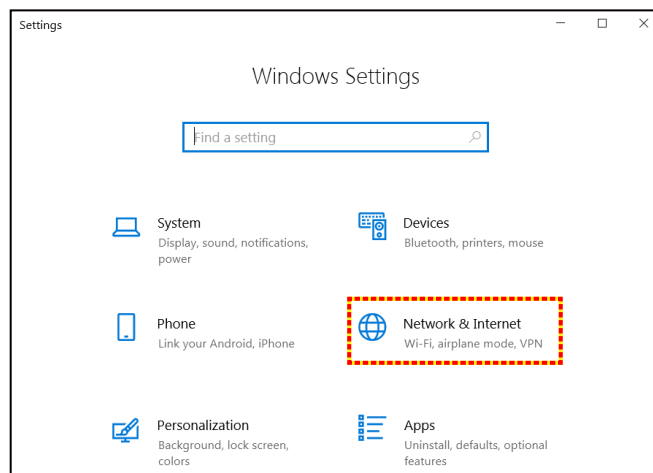 Settings
Windows Settings
Find a setting
System
Display, sound, notifications,
power
Devices
Bluetooth, printers, mouse
Phone
Link your Android, iPhone
Network & Internet
Wi-Fi, airplane mode, VPN
Personalization
Background, lock screen,
colors
Apps
Uninstall, defaults, optional
features